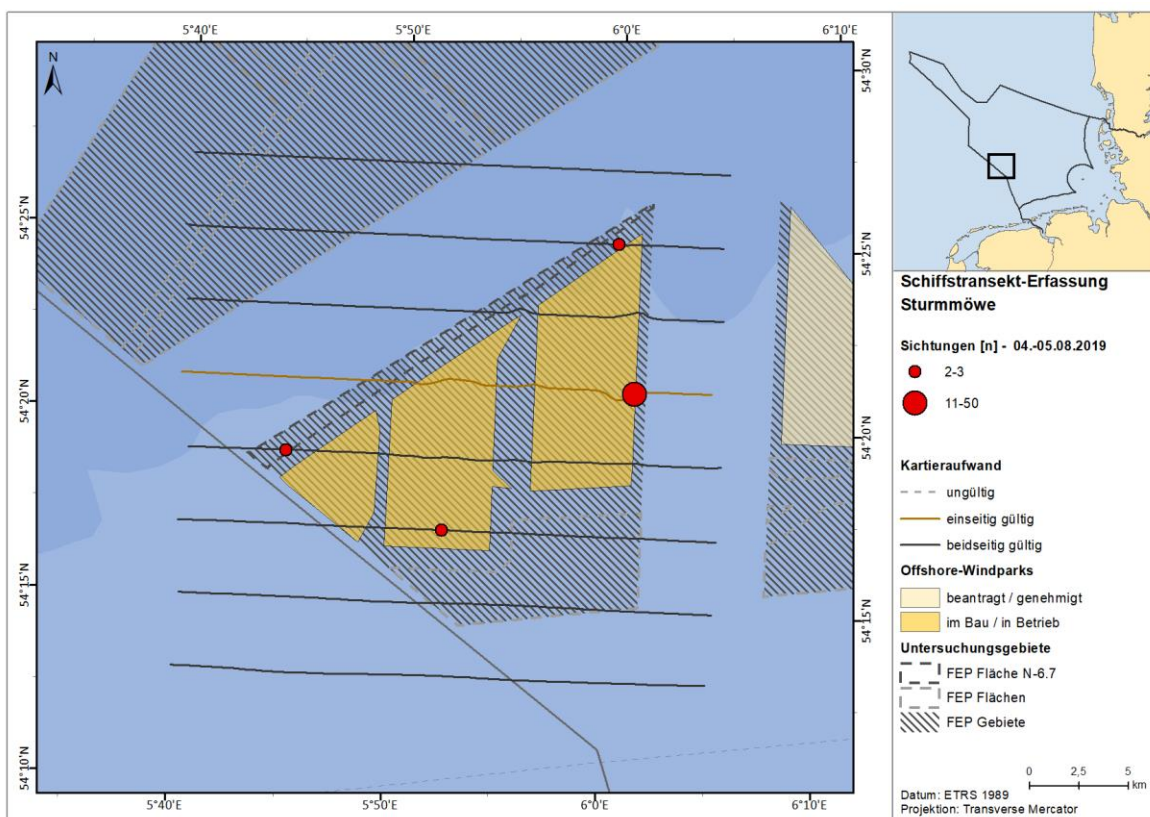 5°40'E 5°50'E 6°0'E 6°10'E
N
54°30'N
54°25'N
54°25'N
54°20'N
54°20'N
54°15'N
54°15'N
54°10'N
5°40'E 5°50'E 6°0'E 6°10'E
Schiffstransekt-Erfassung
Sturmmöwe
Sichtungen [n] - 04.-05.08.2019
2-3
11-50
Kartieraufwand
ungültig
einseitig gültig
beidseitig gültig
Offshore-Windparks
beantragt / genehmigt
im Bau / in Betrieb
Untersuchungsgebiete
FEP Fläche N-6.7
FEP Flächen
FEP Gebiete
0 2,5 5
km
Datum: ETRS 1989
Projektion: Transverse Mercator